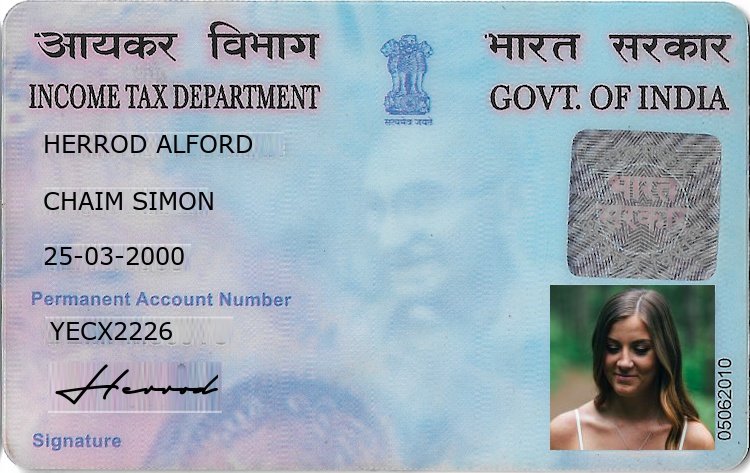 आयकर विभाग
भारत सरकार
INCOME TAX DEPARTMENT
GOVT. OF INDIA
सत्यमेव जयते
HERROD ALFORD
भारत
सरकार
CHAIM SIMON
25-03-2000
Permanent Account Number
YECX2226
Herrod
Signature
05062010